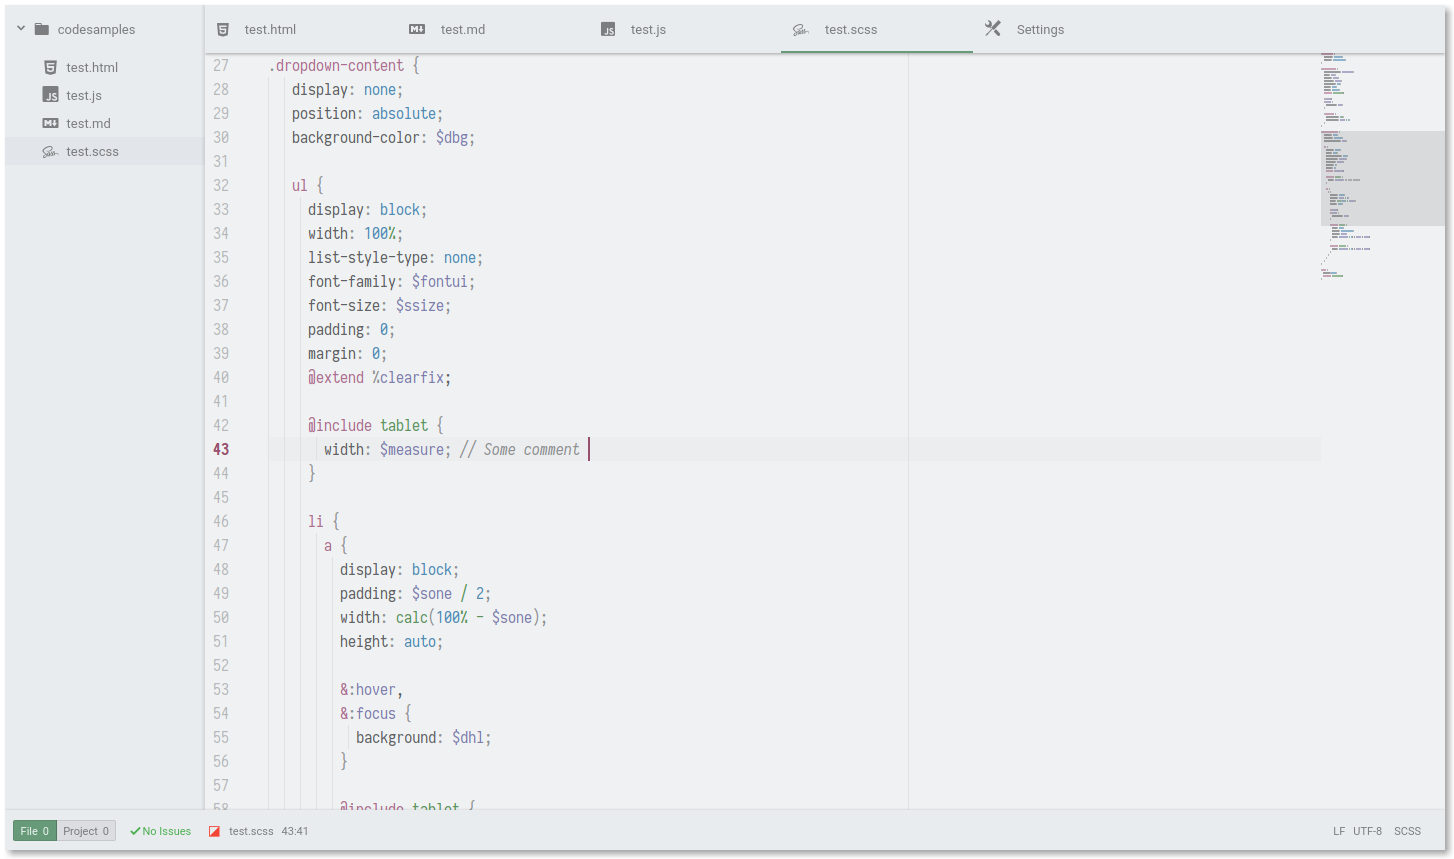 codesamples
test.html
test.js
test.md
test.scss
test.html test.md test.js test.scss Settings
27 .dropdown-content {
28 display: none;
29 position: absolute;
30 background-color: $dbg;
31
32 ul {
33 display: block;
34 width: 100%;
35 list-style-type: none;
36 font-family: $fontui;
37 font-size: $ssize;
38 padding: 0;
39 margin: 0;
40 @extend %clearfix;
41
42 @include tablet {
43 width: $measure; // Some comment
44 }
45
46 li {
47 a {
48 display: block;
49 padding: $sone / 2;
50 width: calc(100% - $sone);
51 height: auto;
52
53 &:hover,
54 &:focus {
55 background: $dhl;
56 }
57
58 @include tablet {
File 0 Project 0 No Issues test.scss 43:41 LF UTF-8 SCSS